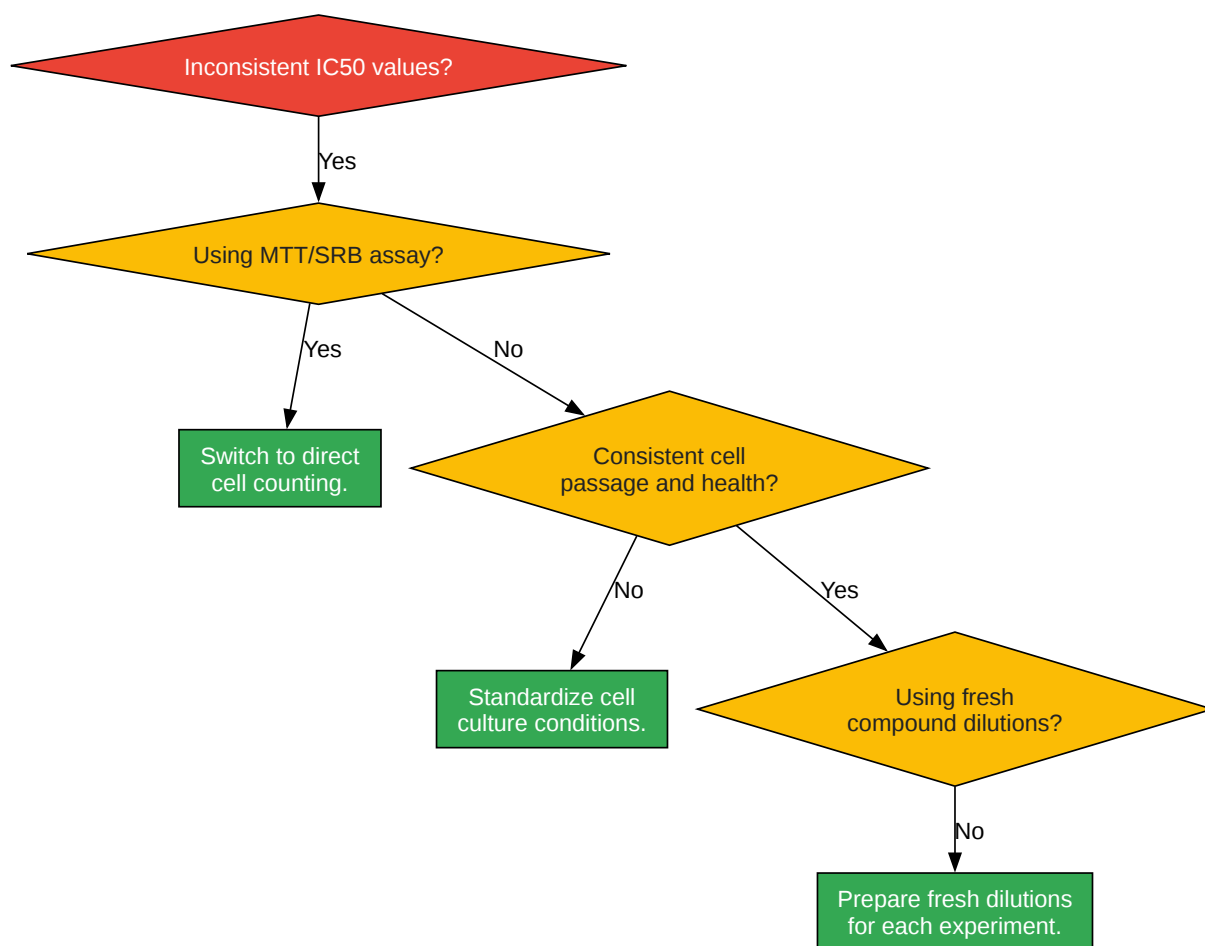 Inconsistent IC50 values?
Yes
Using MTT/SRB assay?
Yes
No
Switch to direct
cell counting.
Consistent cell
passage and health?
No
Yes
Standardize cell
culture conditions.
Using fresh
compound dilutions?
No
Prepare fresh dilutions
for each experiment.